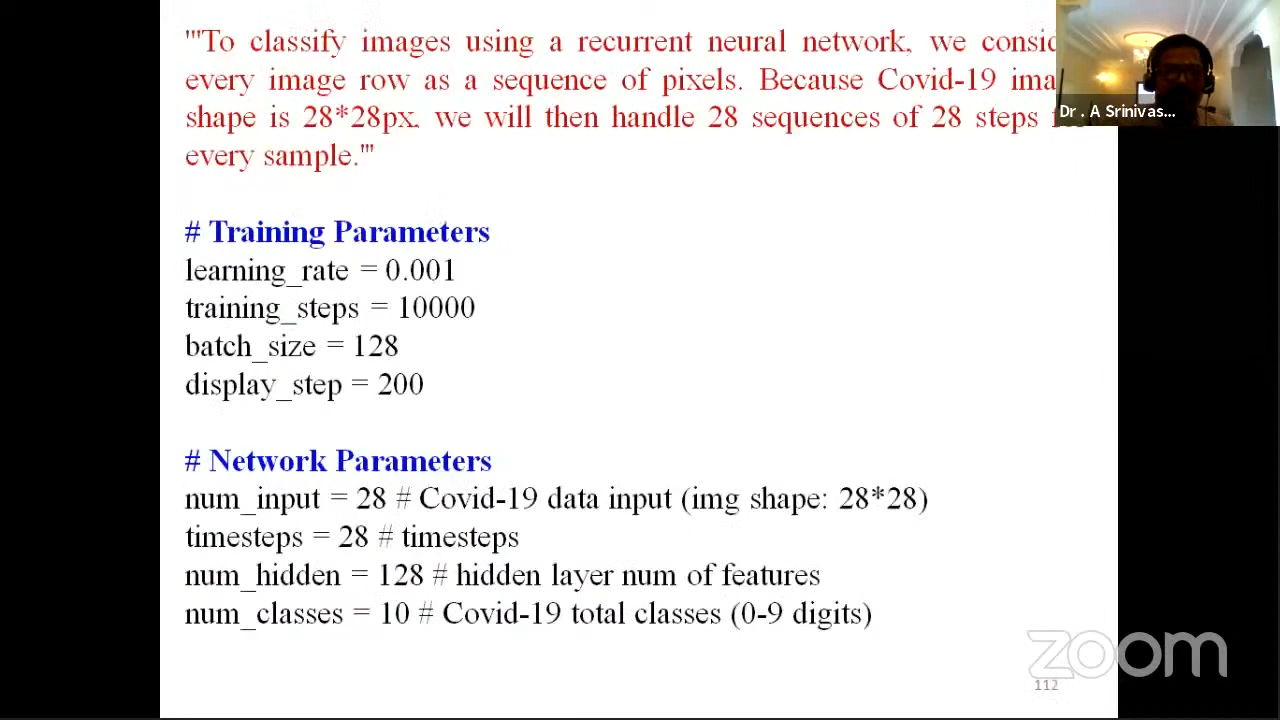 '''To classify images using a recurrent neural network, we
every image row as a sequence of pixels. Because Covid-19
shape is 28*28px, we will then handle 28 sequences of 28 steps
every sample.'''
# Training Parameters
learning_rate = 0.001
training_steps = 10000
batch_size = 128
display_step = 200
# Network Parameters
num_input = 28 # Covid-19 data input (img shape: 28*28)
timesteps = 28 # timesteps
num_hidden = 128 # hidden layer num of features
num_classes = 10 # Covid-19 total classes (0-9 digits)
Dr . A Srinivas...
zoom
112